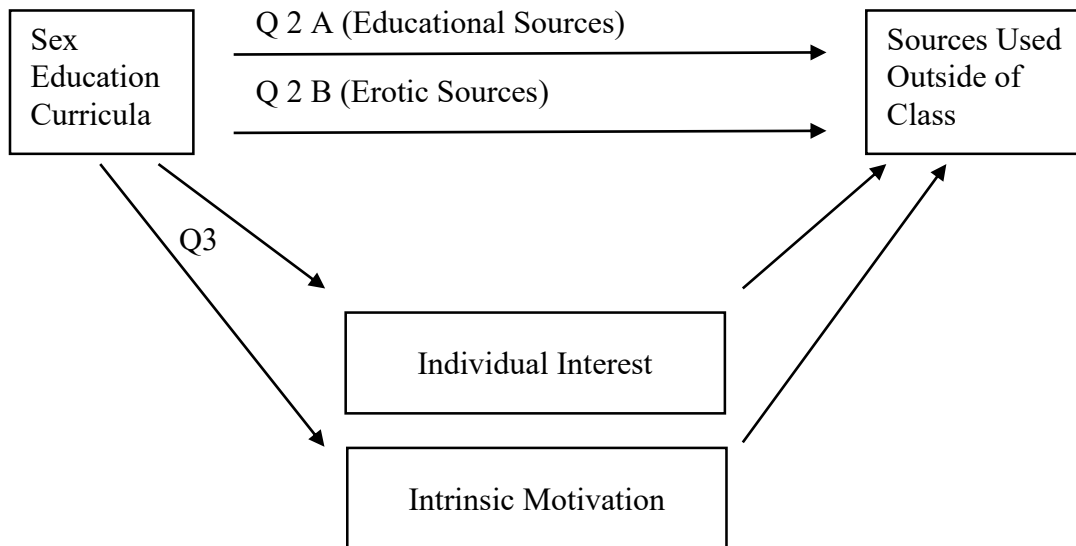 Sex
Education
Curricula
Q 2 A (Educational Sources)
Q 2 B (Erotic Sources)
Sources Used
Outside of
Class
Q3
Individual Interest
Intrinsic Motivation